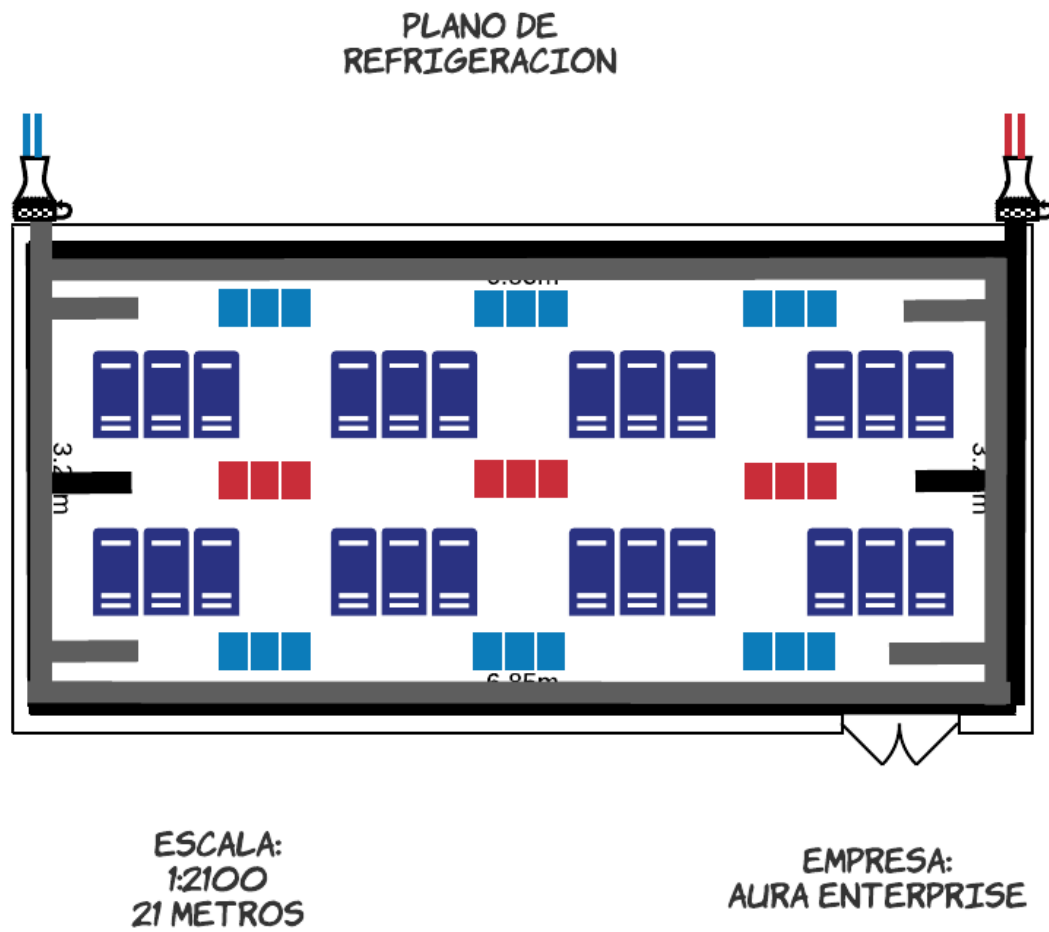 PLANO DE
REFRIGERACION
6.85m
ESCALA:
1:2100
21 METROS
EMPRESA:
AURA ENTERPRISE